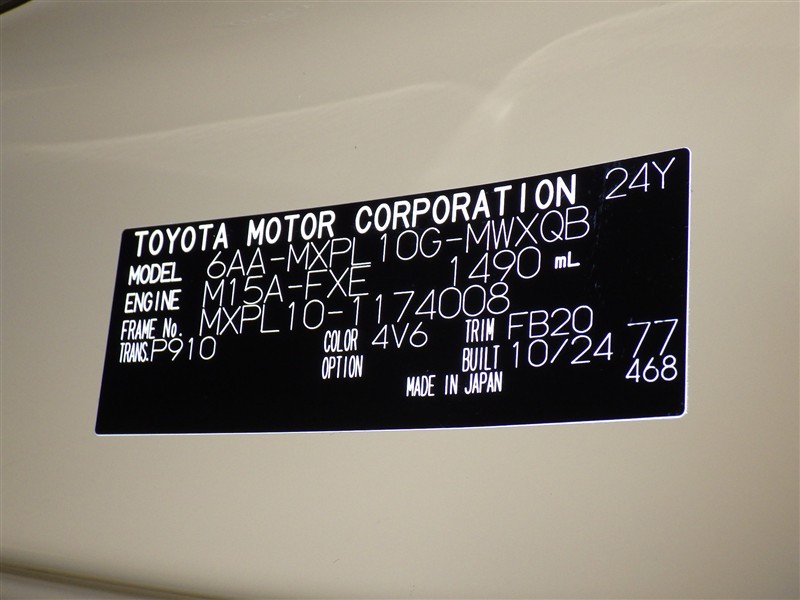 TOYOTA MOTOR CORPORATION 24Y
MODEL 6AA-MXPL10G-MWXQB
ENGINE M15A-FXE 1490 mL
FRAME No. MXPL10-1174008
TRANS. P910 COLOR 4V6 TRIM FB20 77
OPTION BUILT 10/24 468
MADE IN JAPAN